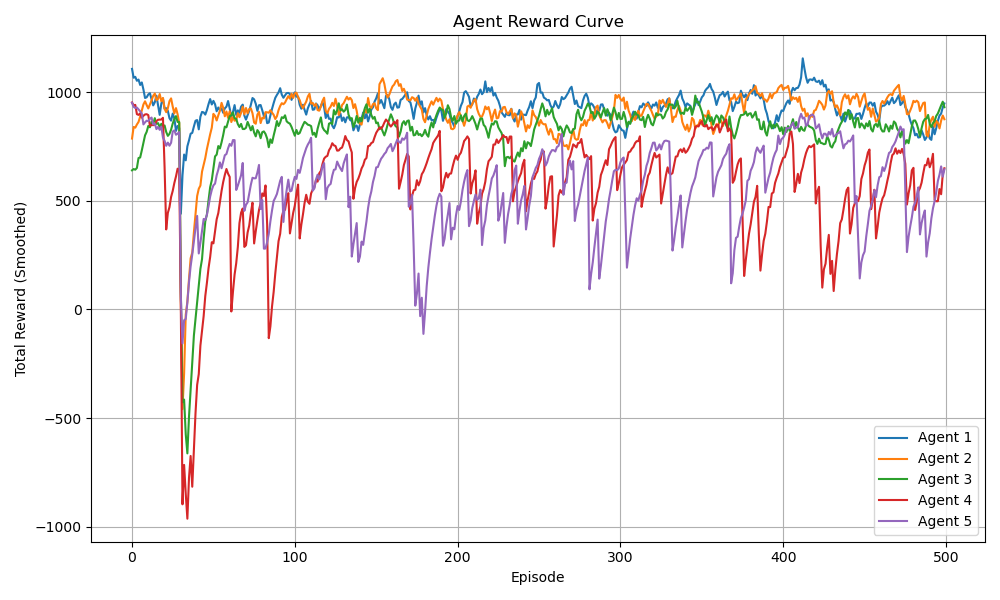 Agent Reward Curve
Total Reward (Smoothed)
1000
500
0
−500
−1000
0 100 200 300 400 500
Episode
Agent 1
Agent 2
Agent 3
Agent 4
Agent 5